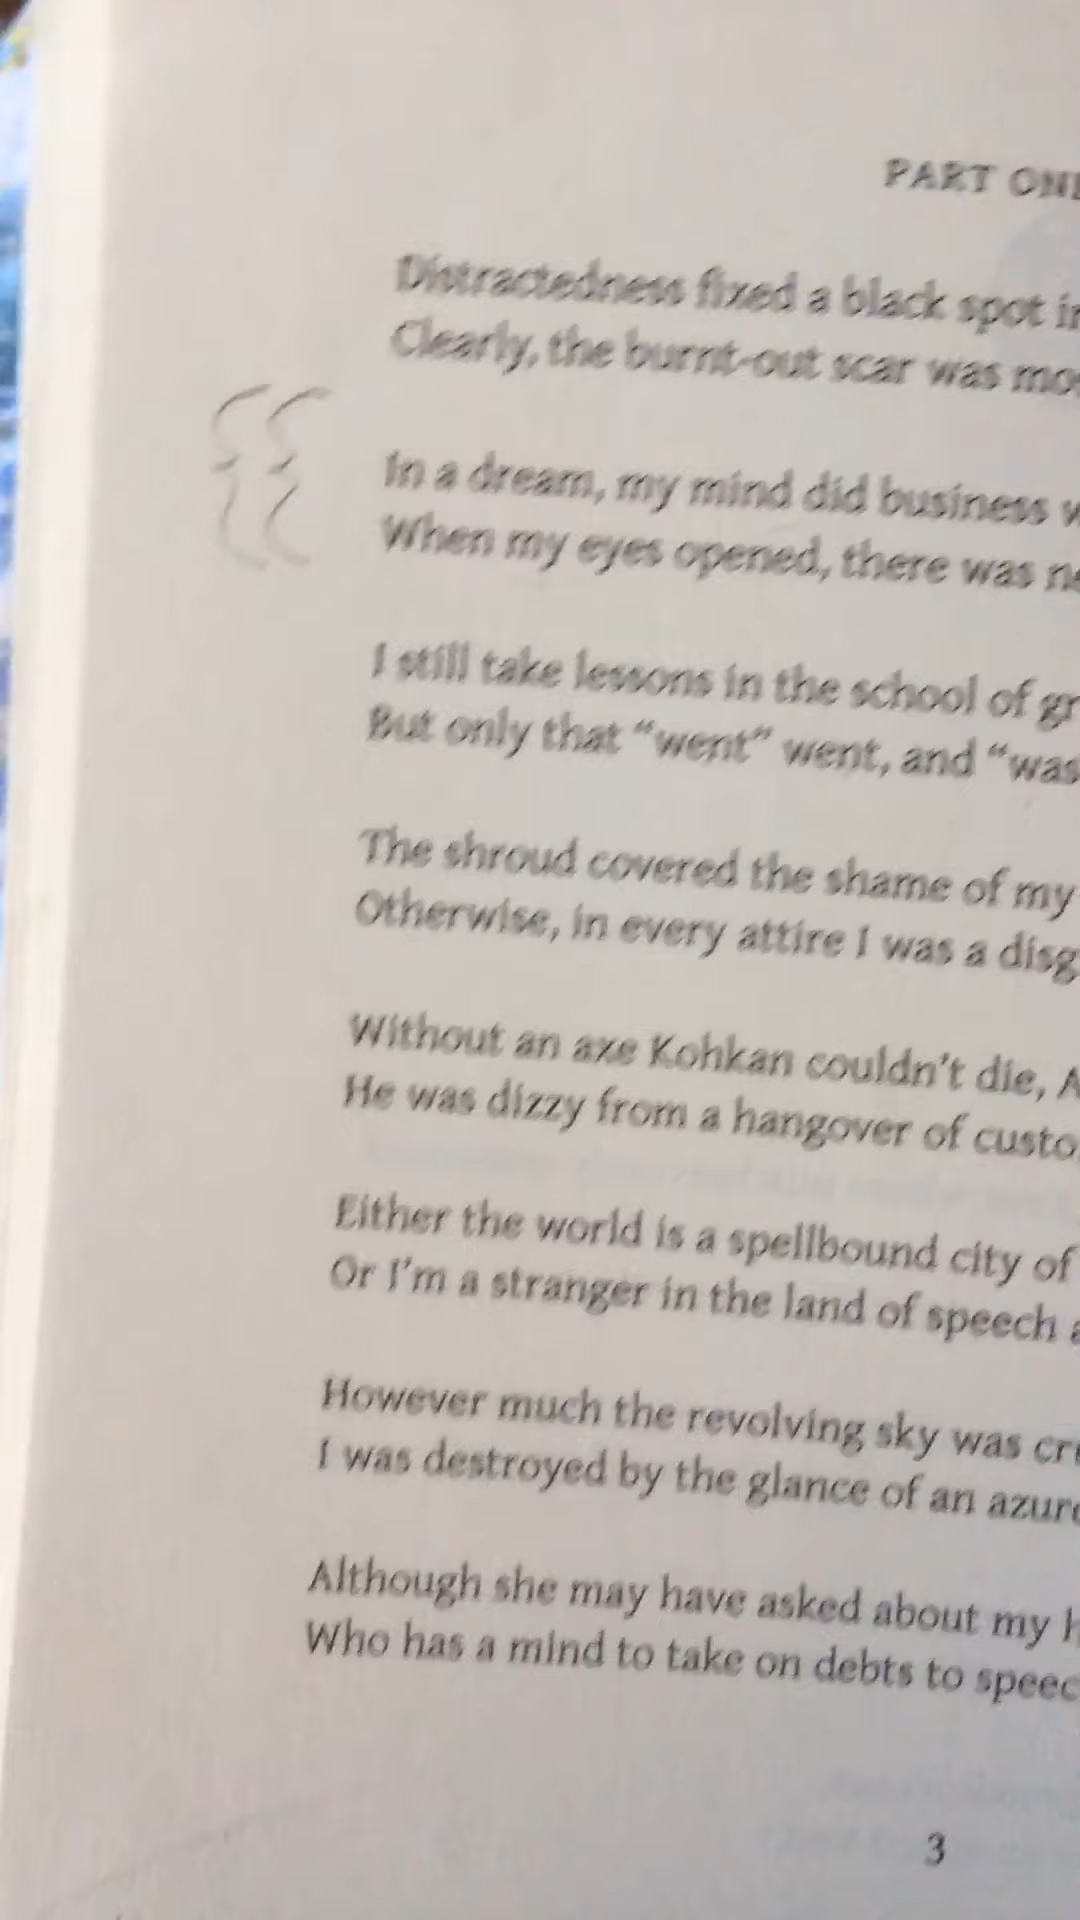 PART ONE
Distractedness fixed a black spot
Clearly, the burnt-out scar was
In a dream, my mind did business
When my eyes opened, there was
I still take lessons in the school of
But only that “went” went, and “was
The shroud covered the shame of my
Otherwise, in every attire I was a
Without an axe Kohkan couldn't die,
He was dizzy from a hangover of
Either the world is a spellbound city of
Or I'm a stranger in the land of speech
However much the revolving sky was
I was destroyed by the glance of an
Although she may have asked about my
Who has a mind to take on debts to
3